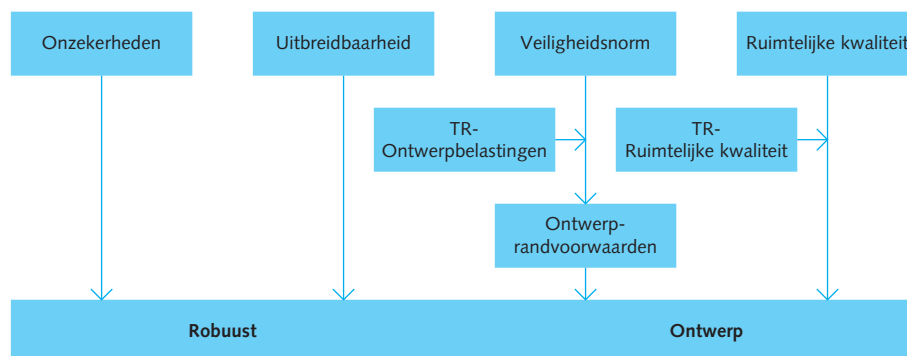 Onzekerheden
Uitbreidbaarheid
Veiligheidsnorm
Ruimtelijke kwaliteit
TR-
Ontwerpbelastingen
TR-
Ruimtelijke kwaliteit
Ontwerp-
randvoorwaarden
Robuust
Ontwerp